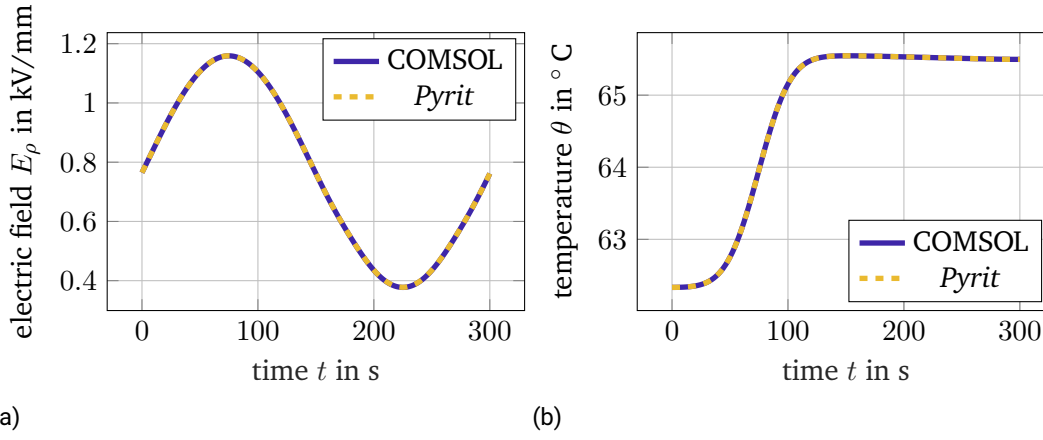 electric field E_ρ in kV/mm
1.2
1
0.8
0.6
0.4
0
100
200
300
time t in s
COMSOL
Pyrit
a)
temperature θ in °C
65
64
63
0
100
200
300
time t in s
COMSOL
Pyrit
(b)